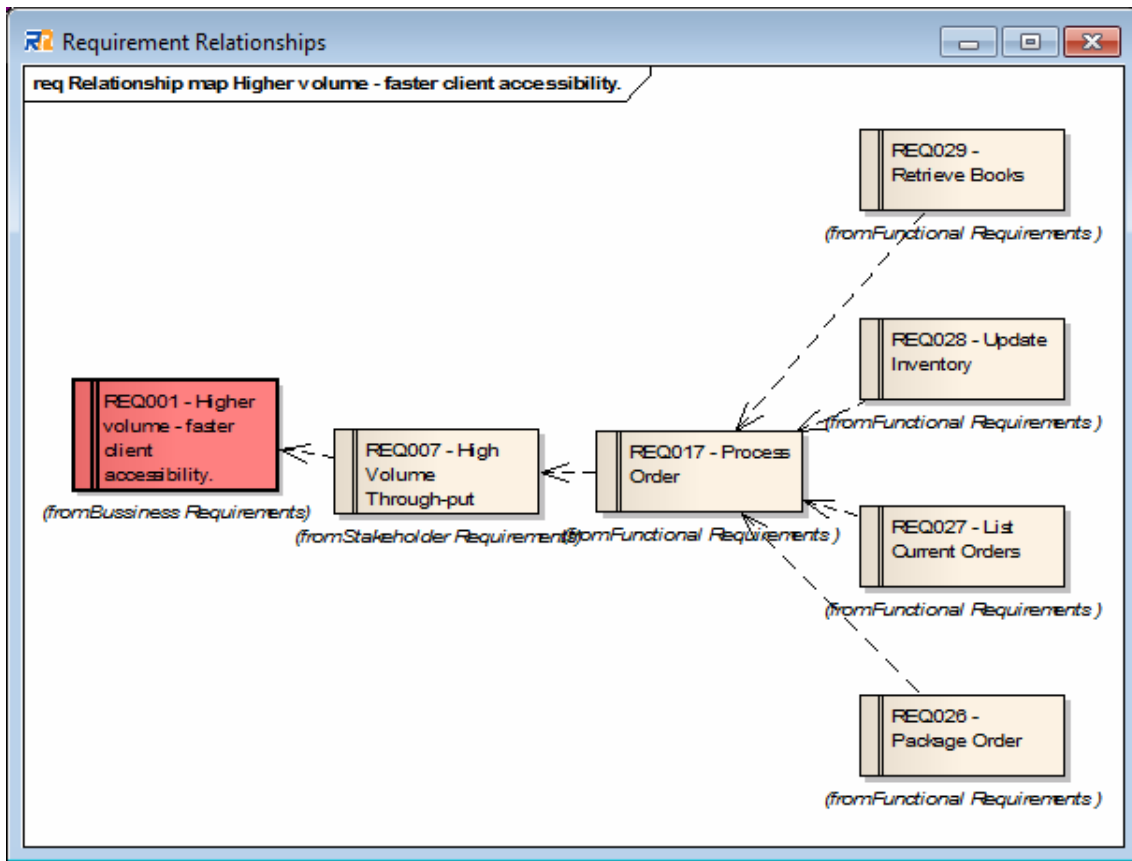 Requirement Relationships
req Relationship map Higher volume - faster client accessibility.
REQ029 -
Retrieve Books
(fromFunctional Requirements )
REQ028 - Update
Inventory
(fromFunctional Requirements )
REQ001 - Higher
volume - faster
client
accessibility.
(fromBussiness Requirements)
REQ007 - High
Volume
Through-put
(fromStakeholder Requirements)
REQ017 - Process
Order
(fromFunctional Requirements )
REQ027 - List
Current Orders
(fromFunctional Requirements )
REQ026 -
Package Order
(fromFunctional Requirements )